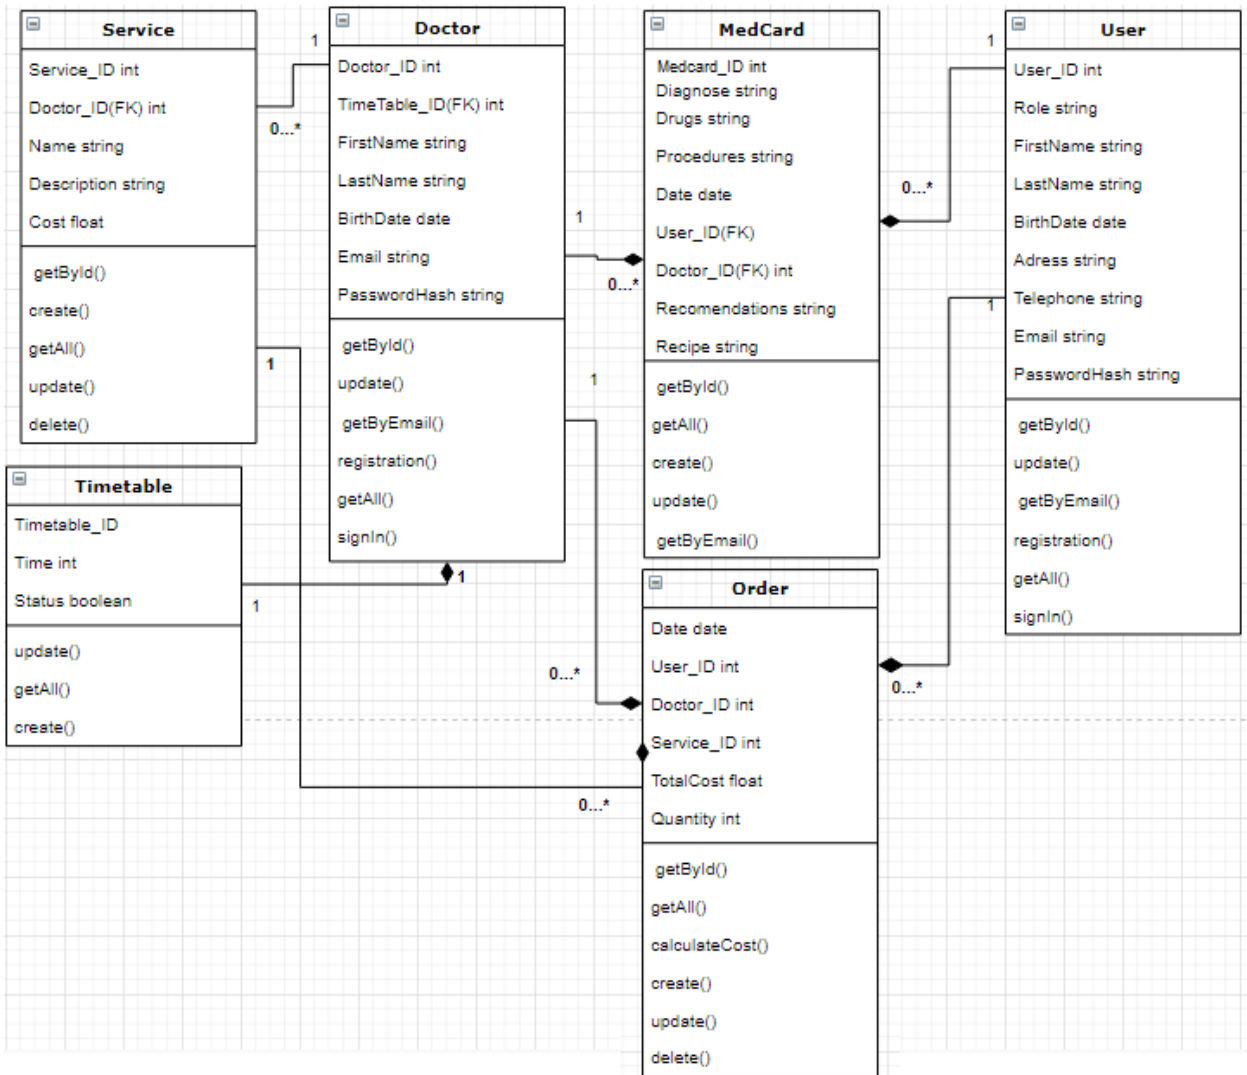 Service
Service_ID int
Doctor_ID(FK) int
Name string
Description string
Cost float
getById()
create()
getAll()
update()
delete()
1
0...*
1
Doctor
Doctor_ID int
TimeTable_ID(FK) int
FirstName string
LastName string
BirthDate date
Email string
PasswordHash string
getById()
update()
getByEmail()
registration()
getAll()
signIn()
1
0...*
1
0...*
MedCard
Medcard_ID int
Diagnose string
Drugs string
Procedures string
Date date
User_ID(FK)
Doctor_ID(FK) int
Recomendations string
Recipe string
getById()
getAll()
create()
update()
getByEmail()
1
0...*
1
User
User_ID int
Role string
FirstName string
LastName string
BirthDate date
Adress string
Telephone string
Email string
PasswordHash string
getById()
update()
getByEmail()
registration()
getAll()
signIn()
Timetable
Timetable_ID
Time int
Status boolean
update()
getAll()
create()
1
1
Order
Date date
User_ID int
Doctor_ID int
Service_ID int
TotalCost float
Quantity int
getById()
getAll()
calculateCost()
create()
update()
delete()
0...*
0...*